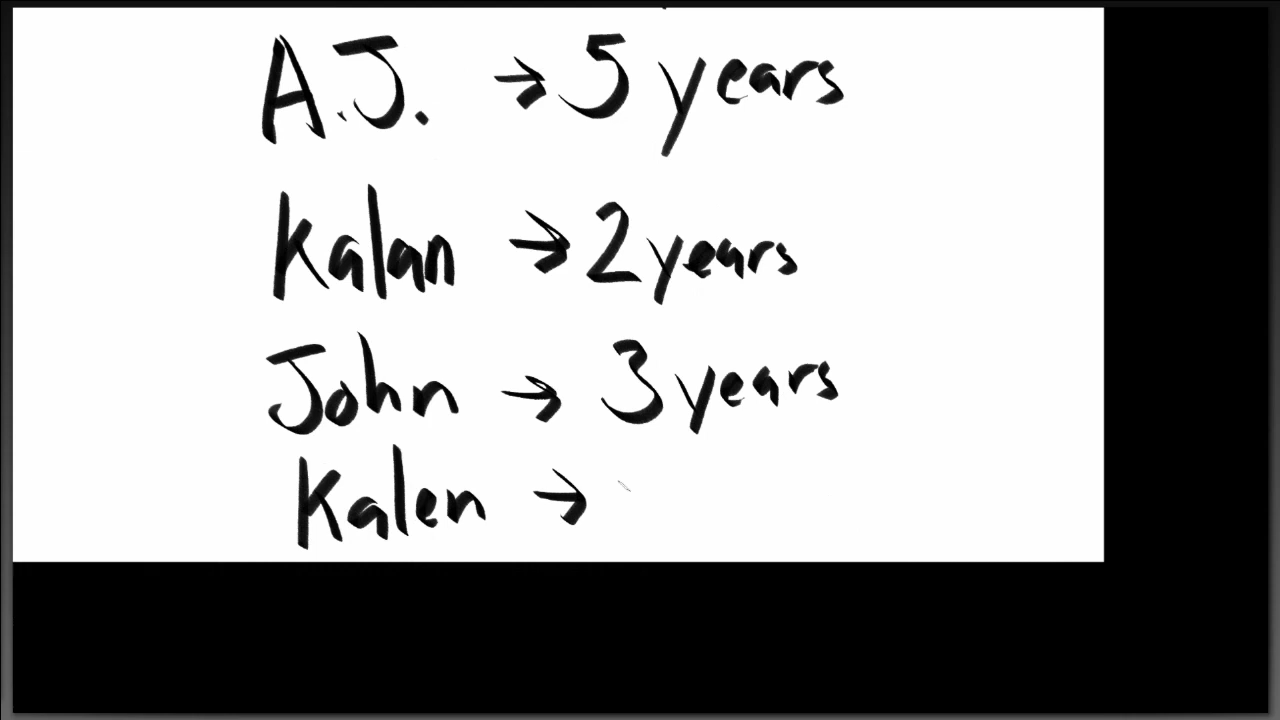 A.J. → 5 years
Kalan → 2 years
John → 3 years
Kalen →